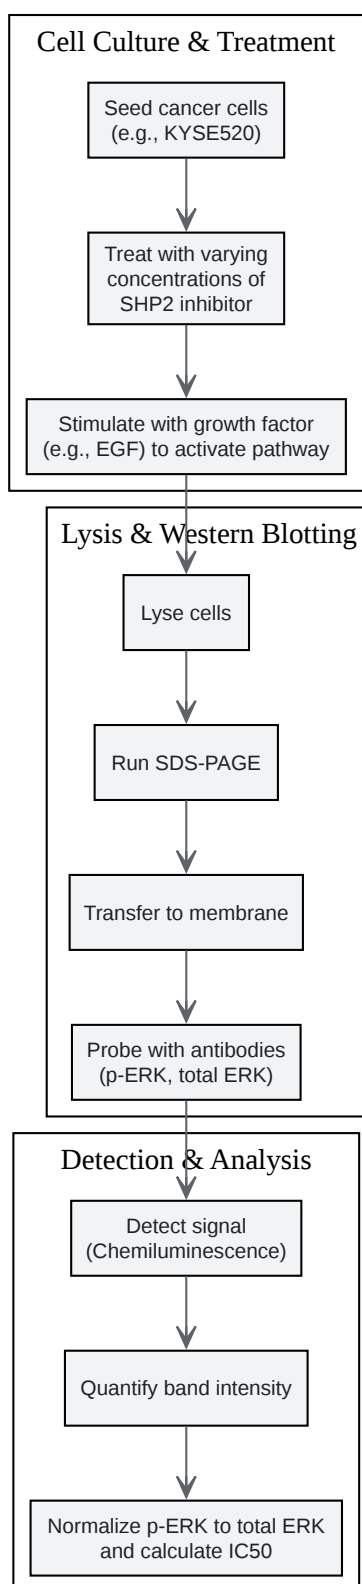 Cell Culture & Treatment
Seed cancer cells
(e.g., KYSE520)
Treat with varying
concentrations of
SHP2 inhibitor
Stimulate with growth factor
(e.g., EGF) to activate pathway
Lysis & Western Blotting
Lyse cells
Run SDS-PAGE
Transfer to membrane
Probe with antibodies
(p-ERK, total ERK)
Detection & Analysis
Detect signal
(Chemiluminescence)
Quantify band intensity
Normalize p-ERK to total ERK
and calculate IC50